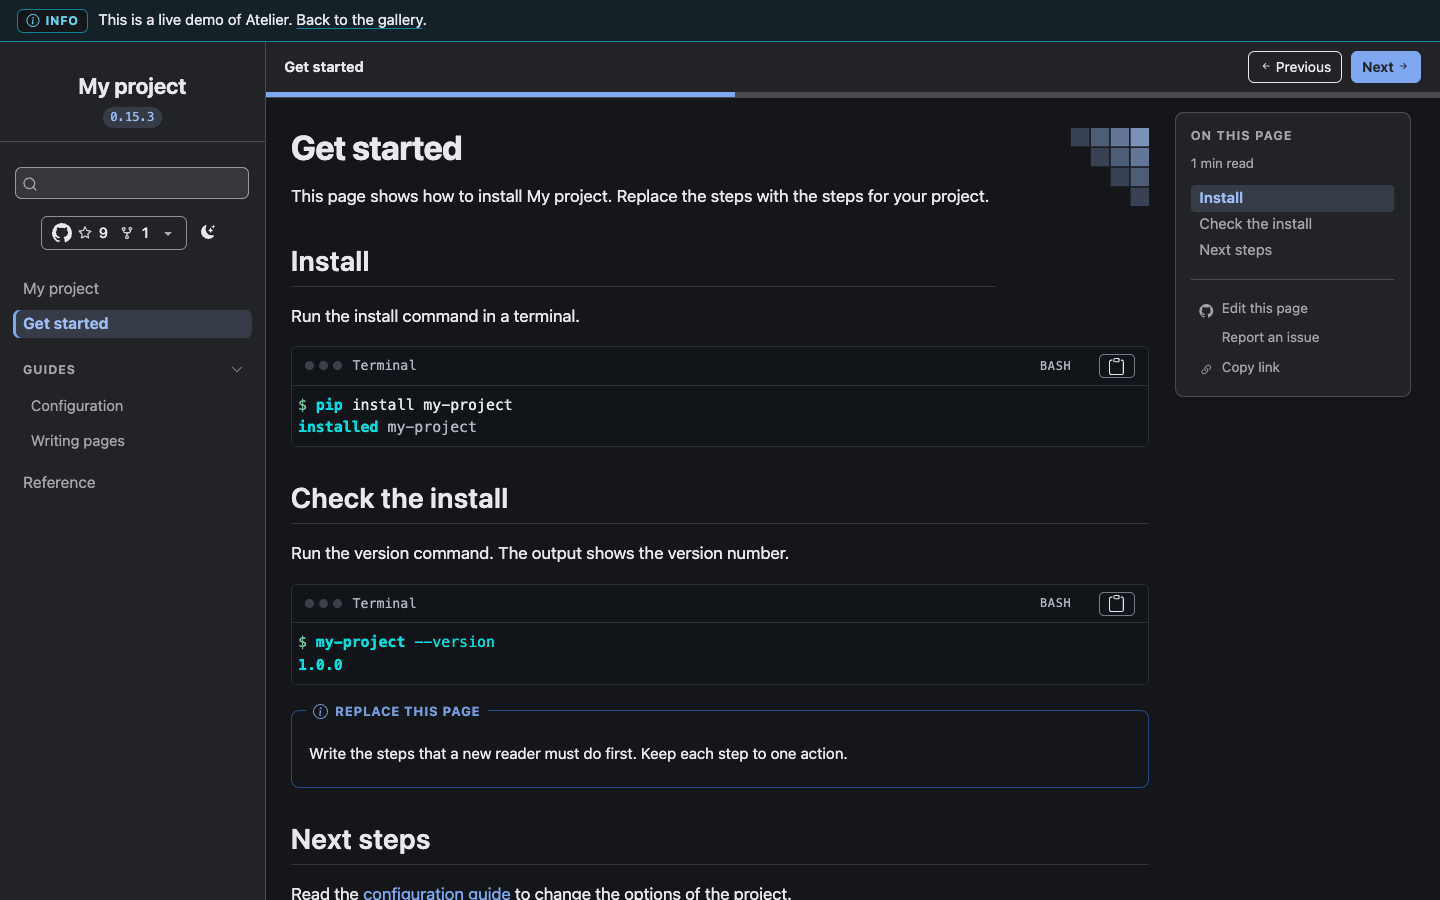 INFO This is a live demo of Atelier. Back to the gallery.
My project
0.15.3
9 1
My project
Get started
GUIDES
Configuration
Writing pages
Reference
Get started
← Previous
Next →
Get started
This page shows how to install My project. Replace the steps with the steps for your project.
Install
Run the install command in a terminal.
Terminal BASH
$ pip install my-project
installed my-project
Check the install
Run the version command. The output shows the version number.
Terminal BASH
$ my-project --version
1.0.0
REPLACE THIS PAGE
Write the steps that a new reader must do first. Keep each step to one action.
Next steps
Read the configuration guide to change the options of the project.
ON THIS PAGE
1 min read
Install
Check the install
Next steps
Edit this page
Report an issue
Copy link